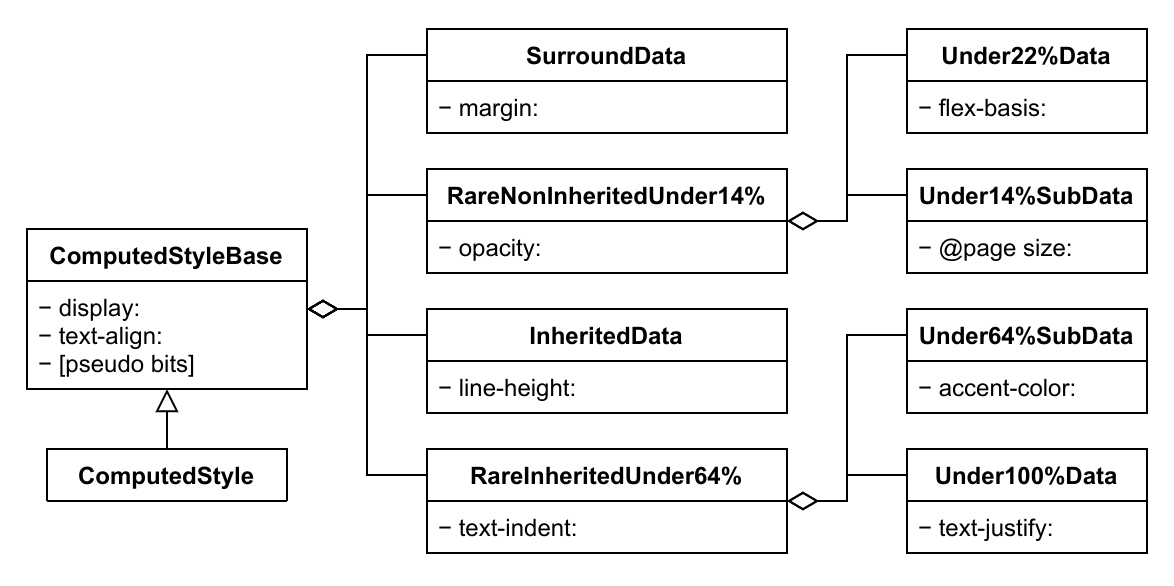 SurroundData
− margin:
Under22%Data
− flex-basis:
RareNonInheritedUnder14%
− opacity:
Under14%SubData
− @page size:
ComputedStyleBase
− display:
− text-align:
− [pseudo bits]
InheritedData
− line-height:
Under64%SubData
− accent-color:
ComputedStyle
RareInheritedUnder64%
− text-indent:
Under100%Data
− text-justify: